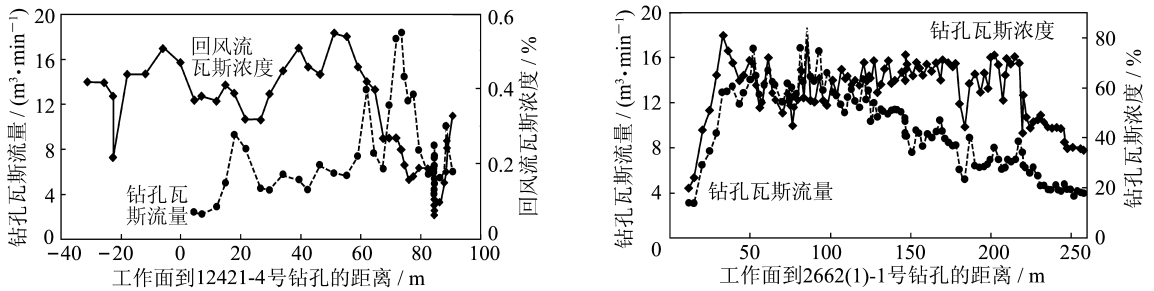 20
16
12
8
4
0
钻孔瓦斯流量 / (m³·min⁻¹)
回风流
瓦斯浓度
钻孔瓦
斯流量
0.6
0.4
0.2
0
回风流瓦斯浓度 / %
−40 −20 0 20 40 60 80 100
工作面到12421-4号钻孔的距离 / m
20
16
12
8
4
0
钻孔瓦斯流量 / (m³·min⁻¹)
钻孔瓦斯浓度
钻孔瓦斯流量
80
60
40
20
0
钻孔瓦斯浓度 / %
50 100 150 200 250
工作面到2662(1)-1号钻孔的距离 / m